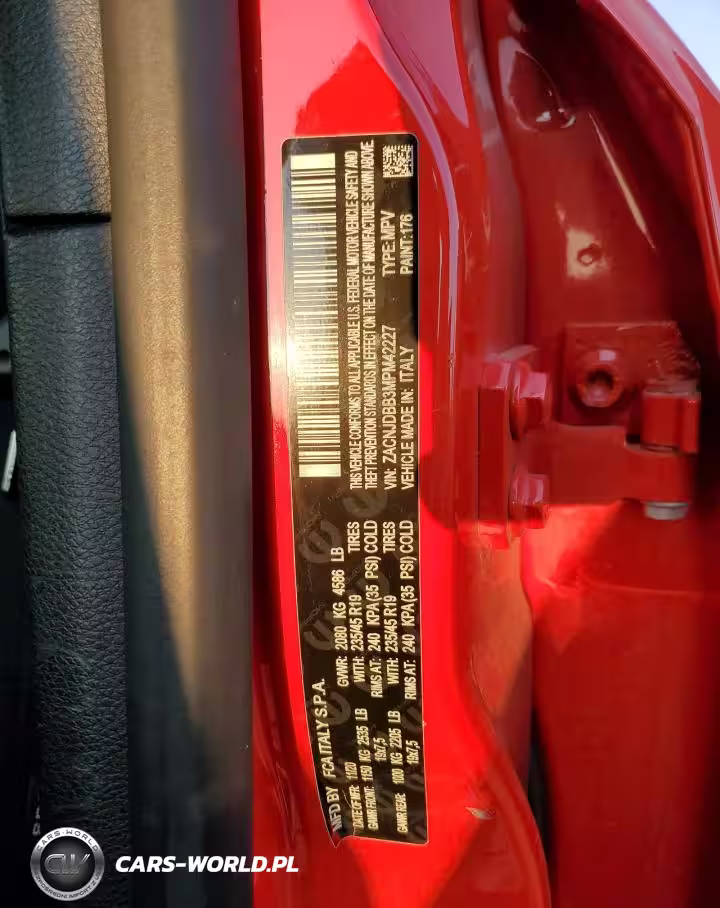 MFD BY FCA ITALY S.P.A.
DATE OF MFR: 11/20 GVWR: 2080 KG 4586 LB
GAWR FRONT: 1150 KG 2535 LB WITH: 235/45 R19 TIRES
19x7,5 RIMS AT: 240 KPA(35 PSI) COLD
GAWR REAR: 1000 KG 2205 LB WITH: 235/45 R19 TIRES
19x7,5 RIMS AT: 240 KPA(35 PSI) COLD
THIS VEHICLE CONFORMS TO ALL APPLICABLE U.S. FEDERAL MOTOR VEHICLE SAFETY AND
THEFT PREVENTION STANDARDS IN EFFECT ON THE DATE OF MANUFACTURE SHOWN ABOVE.
VIN: ZACNJDBB3MPM42227 TYPE: MPV
VEHICLE MADE IN: ITALY PAINT:176
CARS-WORLD
CW
CARS-WORLD.PL